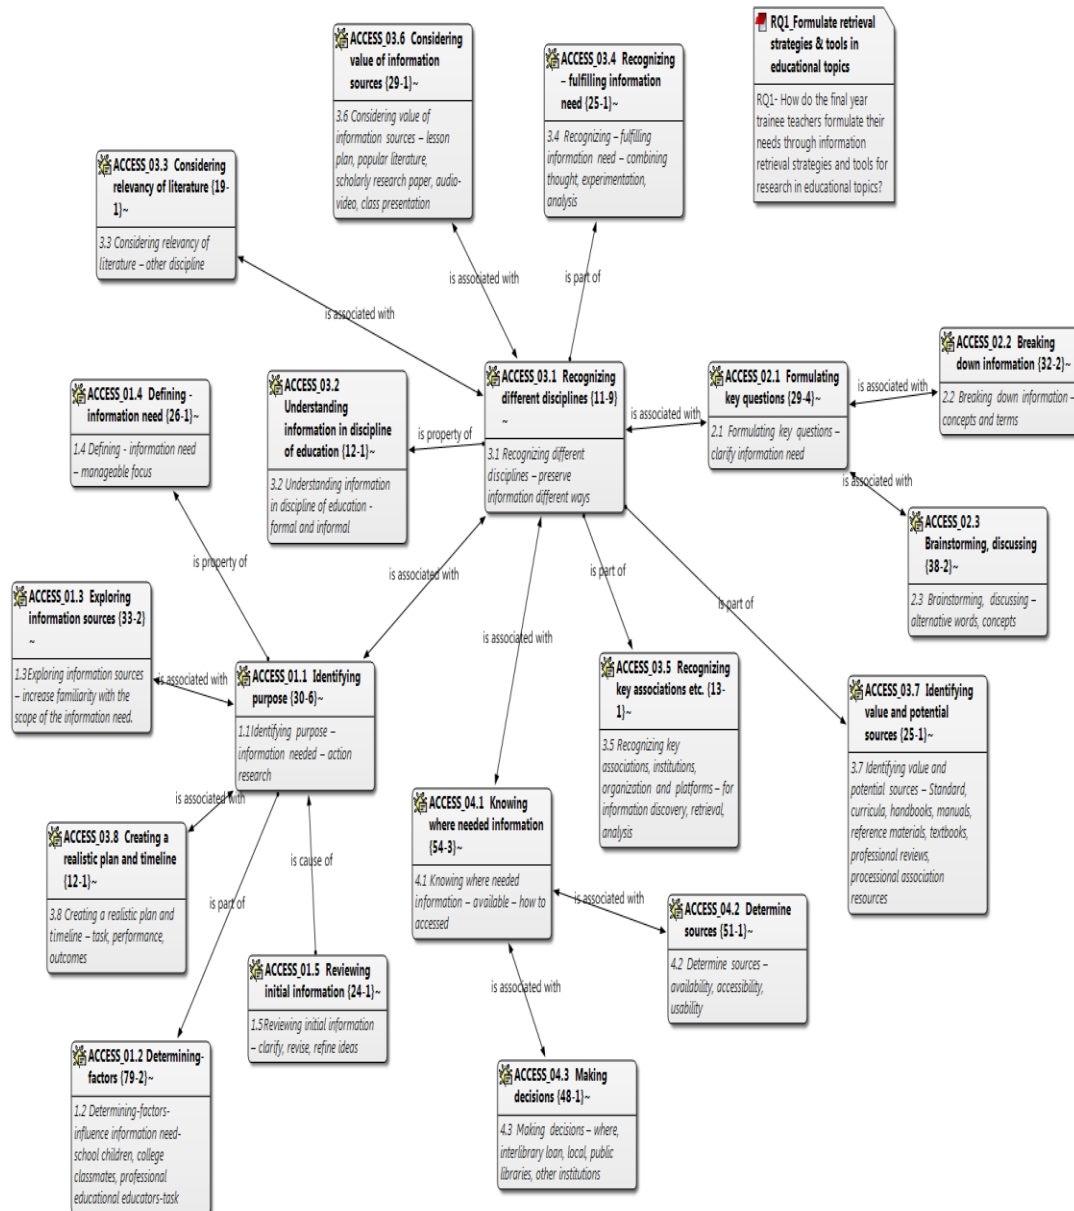 ACCESS_03.6 Considering
value of information
sources {29-1}~
3.6 Considering value of
information sources – lesson
plan, popular literature,
scholarly research paper, audio-
video, class presentation
ACCESS_03.4 Recognizing
– fulfilling information
need {25-1}~
3.4 Recognizing – fulfilling
information need – combining
thought, experimentation,
analysis
RQ1_Formulate retrieval
strategies & tools in
educational topics
RQ1- How do the final year
trainee teachers formulate their
needs through information
retrieval strategies and tools for
research in educational topics?
ACCESS_03.3 Considering
relevancy of literature {19-
1}~
3.3 Considering relevancy of
literature – other discipline
is associated with
is part of
is associated with
ACCESS_01.4 Defining -
information need {26-1}~
1.4 Defining - information need
– manageable focus
ACCESS_03.2
Understanding
information in discipline
of education {12-1}~
3.2 Understanding information
in discipline of education -
formal and informal
is property of
ACCESS_03.1 Recognizing
different disciplines {11-9}
~
3.1 Recognizing different
disciplines – preserve
information different ways
is associated with
ACCESS_02.1 Formulating
key questions {29-4}~
2.1 Formulating key questions –
clarify information need
is associated with
ACCESS_02.2 Breaking
down information {32-2}~
2.2 Breaking down information –
concepts and terms
is associated with
ACCESS_02.3
Brainstorming, discussing
{38-2}~
2.3 Brainstorming, discussing –
alternative words, concepts
is property of
is associated with
is part of
is part of
is associated with
ACCESS_01.3 Exploring
information sources {33-2}
~
1.3Exploring information sources
– increase familiarity with the
scope of the information need.
is associated with
ACCESS_01.1 Identifying
purpose {30-6}~
1.1Identifying purpose –
information needed – action
research
ACCESS_03.5 Recognizing
key associations etc. {13-
1}~
3.5 Recognizing key
associations, institutions,
organization and platforms – for
information discovery, retrieval,
analysis
ACCESS_03.7 Identifying
value and potential
sources {25-1}~
3.7 Identifying value and
potential sources – Standard,
curricula, handbooks, manuals,
reference materials, textbooks,
professional reviews,
processional association
resources
is associated with
ACCESS_03.8 Creating a
realistic plan and timeline
{12-1}~
3.8 Creating a realistic plan and
timeline – task, performance,
outcomes
is cause of
is part of
ACCESS_04.1 Knowing
where needed information
{54-3}~
4.1 Knowing where needed
information – available – how to
accessed
is associated with
ACCESS_04.2 Determine
sources {51-1}~
4.2 Determine sources –
availability, accessibility,
usability
ACCESS_01.5 Reviewing
initial information {24-1}~
1.5Reviewing initial information
– clarify, revise, refine ideas
is associated with
ACCESS_01.2 Determining-
factors {79-2}~
1.2 Determining-factors-
influence information need-
school children, college
classmates, professional
educational educators-task
ACCESS_04.3 Making
decisions {48-1}~
4.3 Making decisions – where,
interlibrary loan, local, public
libraries, other institutions